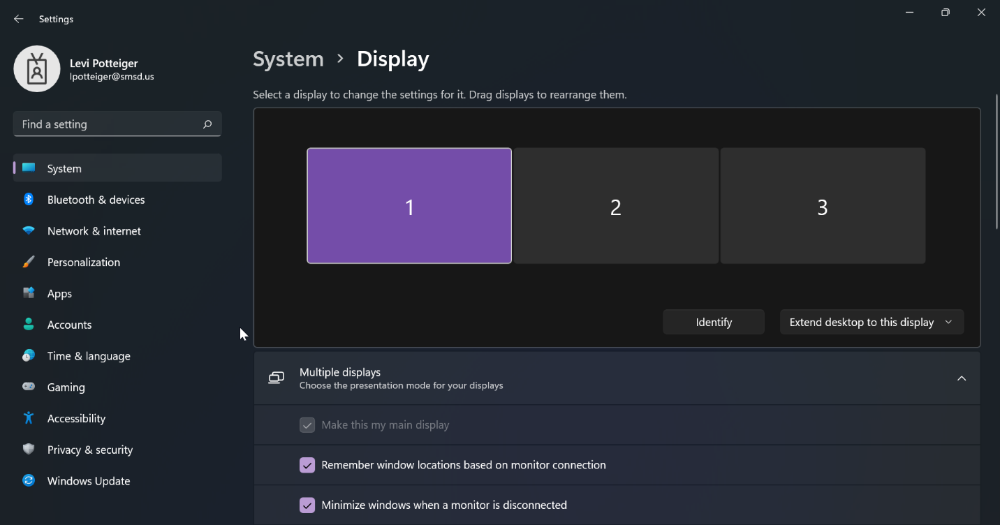 Settings
Levi Potteiger
lpotteiger@smsd.us
Find a setting
System
Bluetooth & devices
Network & internet
Personalization
Apps
Accounts
Time & language
Gaming
Accessibility
Privacy & security
Windows Update
System > Display
Select a display to change the settings for it. Drag displays to rearrange them.
1 2 3
Identify Extend desktop to this display
Multiple displays
Choose the presentation mode for your displays
Make this my main display
Remember window locations based on monitor connection
Minimize windows when a monitor is disconnected